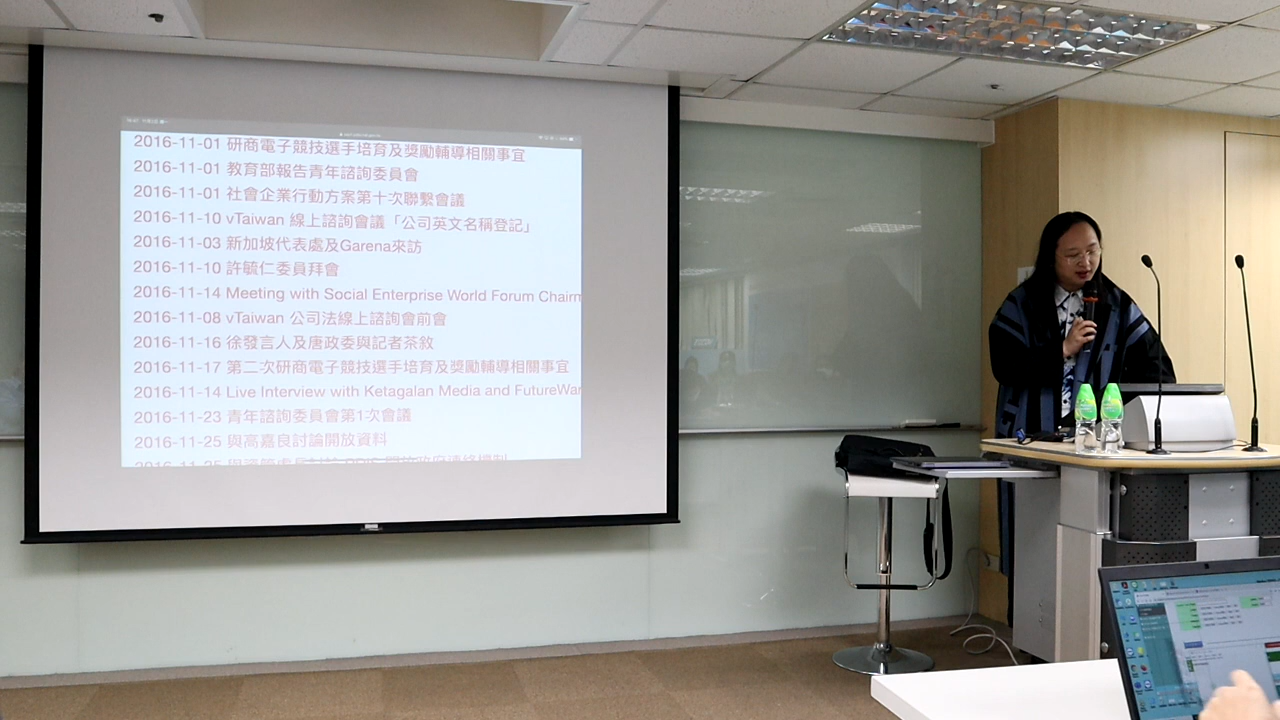 2016-11-01 研商電子競技選手培育及獎勵輔導相關事宜
2016-11-01 教育部報告青年諮詢委員會
2016-11-01 社會企業行動方案第十次聯繫會議
2016-11-10 vTaiwan 線上諮詢會議「公司英文名稱登記」
2016-11-03 新加坡代表處及Garena來訪
2016-11-10 許毓仁委員拜會
2016-11-14 Meeting with Social Enterprise World Forum Chairm
2016-11-08 vTaiwan 公司法線上諮詢會前會
2016-11-16 徐發言人及唐政委與記者茶敘
2016-11-17 第二次研商電子競技選手培育及獎勵輔導相關事宜
2016-11-14 Live Interview with Ketagalan Media and FutureWar
2016-11-23 青年諮詢委員會第1次會議
2016-11-25 與高嘉良討論開放資料
2016-11-25